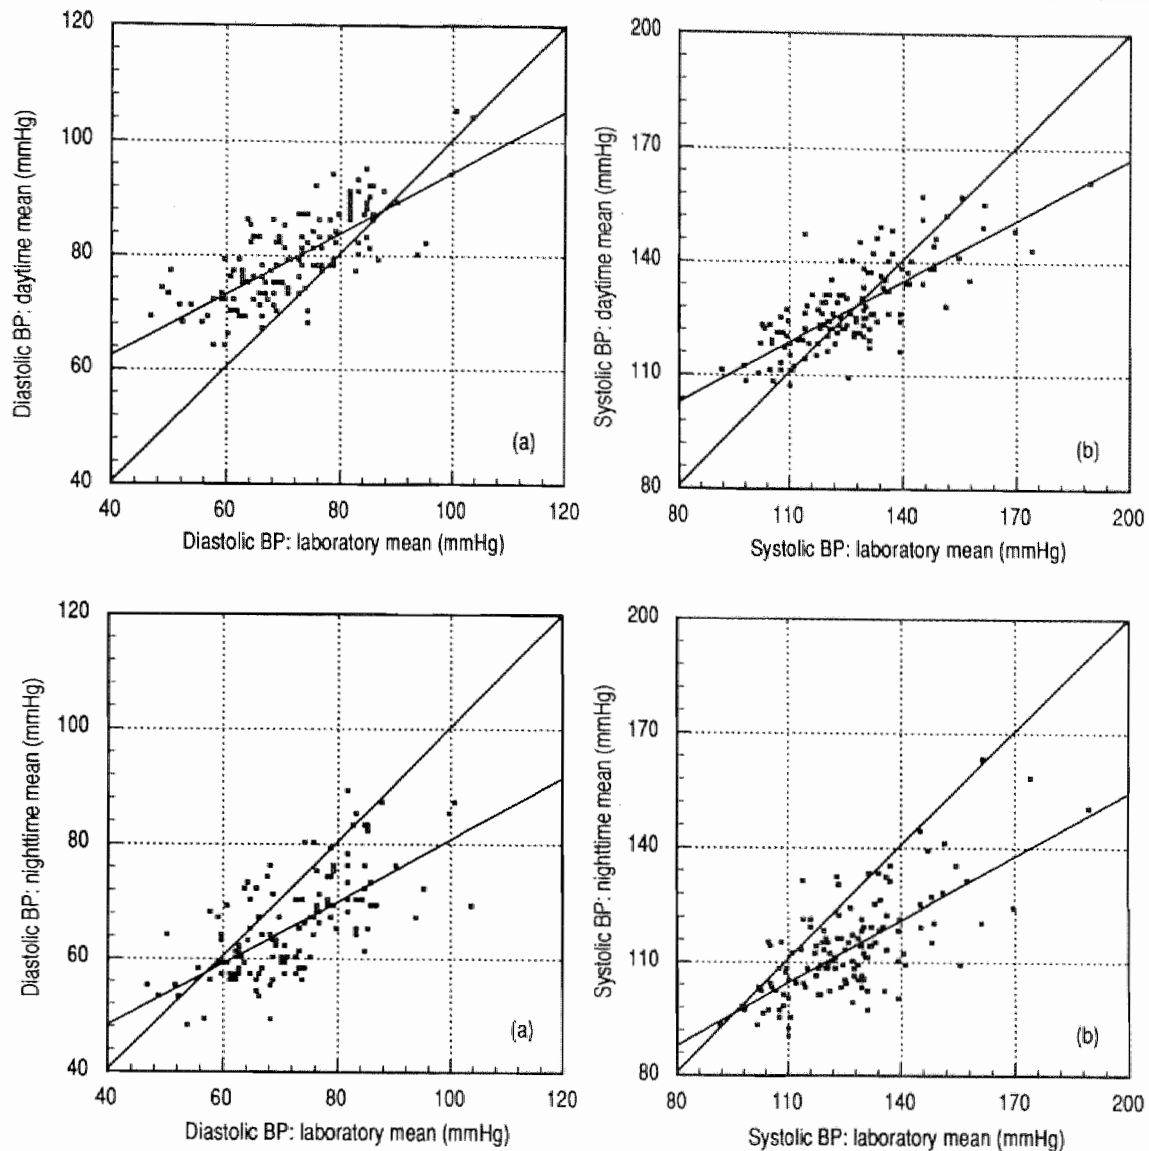 120
100
80
60
40
Diastolic BP: daytime mean (mmHg)
(a)
40 60 80 100 120
Diastolic BP: laboratory mean (mmHg)
200
170
140
110
80
Systolic BP: daytime mean (mmHg)
(b)
80 110 140 170 200
Systolic BP: laboratory mean (mmHg)
120
100
80
60
40
Diastolic BP: nighttime mean (mmHg)
(a)
40 60 80 100 120
Diastolic BP: laboratory mean (mmHg)
200
170
140
110
80
Systolic BP: nighttime mean (mmHg)
(b)
80 110 140 170 200
Systolic BP: laboratory mean (mmHg)